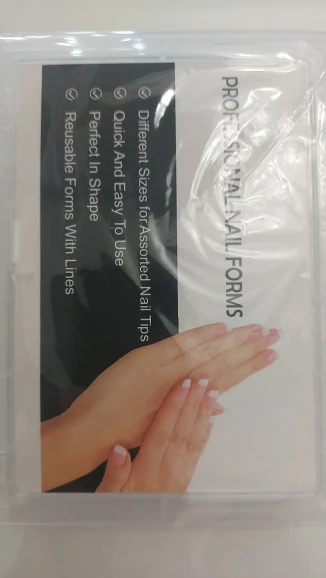 PROFESSIONAL NAIL FORMS
Different Sizes for Assorted Nail Tips
Quick And Easy To Use
Perfect In Shape
Reusable Forms With Lines